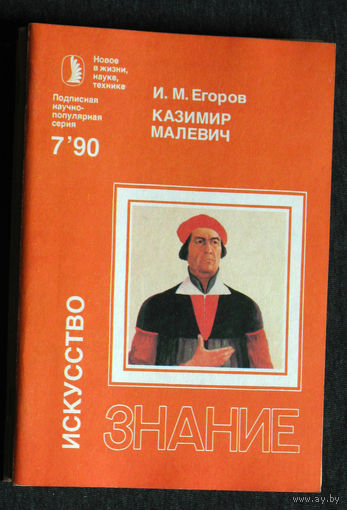 Новое
в жизни,
науке,
технике
Подписная
научно-
популярная
серия
7'90
И. М. Егоров
КАЗИМИР
МАЛЕВИЧ
ИСКУССТВО
ЗНАНИЕ
www.ay.by